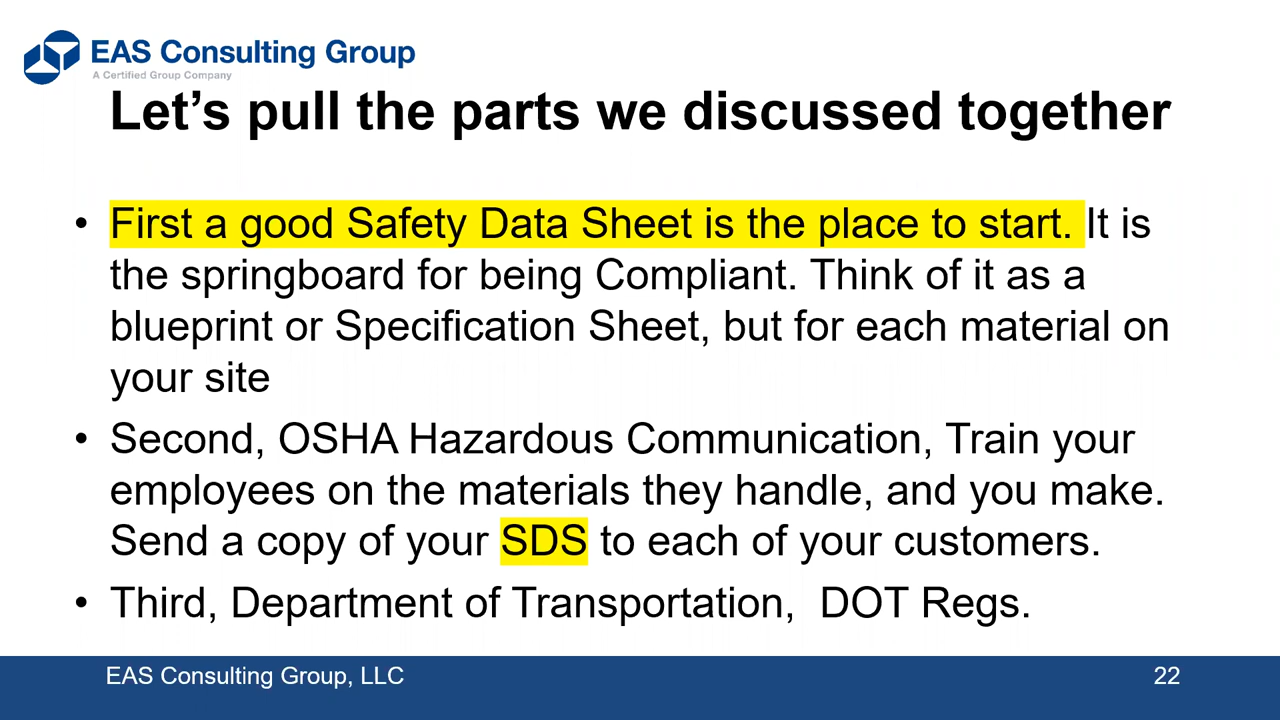 EAS Consulting Group
A Certified Group Company
Let’s pull the parts we discussed together
• First a good Safety Data Sheet is the place to start. It is
the springboard for being Compliant. Think of it as a
blueprint or Specification Sheet, but for each material on
your site
• Second, OSHA Hazardous Communication, Train your
employees on the materials they handle, and you make.
Send a copy of your SDS to each of your customers.
• Third, Department of Transportation,  DOT Regs.
EAS Consulting Group, LLC
22